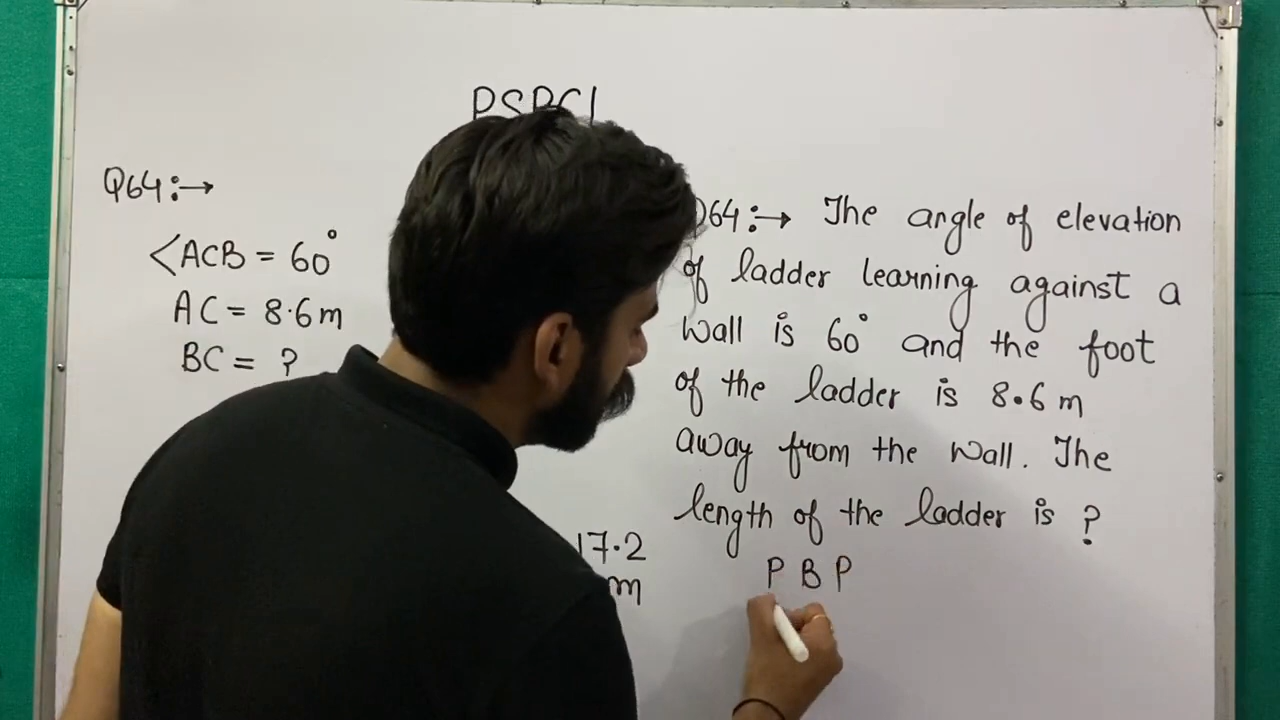 PSPCL
Q64:→
<ACB = 60°
AC = 8.6m
BC = ?
17.2
m
Q64:→ The angle of elevation
of ladder learning against a
wall is 60° and the foot
of the ladder is 8.6 m
away from the wall. The
length of the ladder is ?
P B P